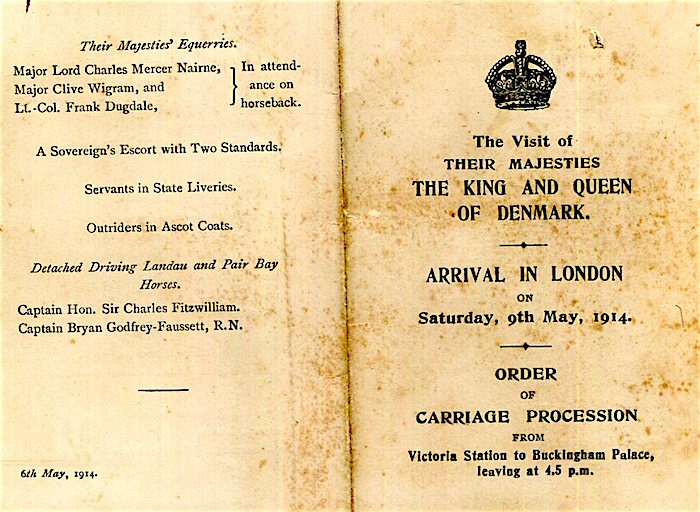 Their Majesties' Equerries.
Major Lord Charles Mercer Nairne,
Major Clive Wigram, and
Lt.-Col. Frank Dugdale,
In attend-
ance on
horseback.
A Sovereign's Escort with Two Standards.
Servants in State Liveries.
Outriders in Ascot Coats.
Detached Driving Landau and Pair Bay
Horses.
Captain Hon. Sir Charles Fitzwilliam.
Captain Bryan Godfrey-Faussett, R.N.
6th May, 1914.
The Visit of
THEIR MAJESTIES
THE KING AND QUEEN
OF DENMARK.
ARRIVAL IN LONDON
ON
Saturday, 9th May, 1914.
ORDER
OF
CARRIAGE PROCESSION
FROM
Victoria Station to Buckingham Palace,
leaving at 4.5 p.m.